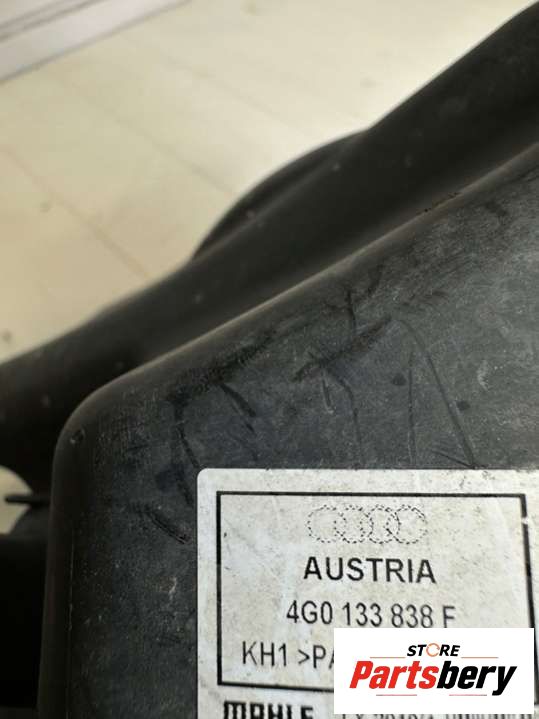 AUSTRIA
4G0 133 838 F
KH1 >PA
MAHLE
STORE
Partsbery